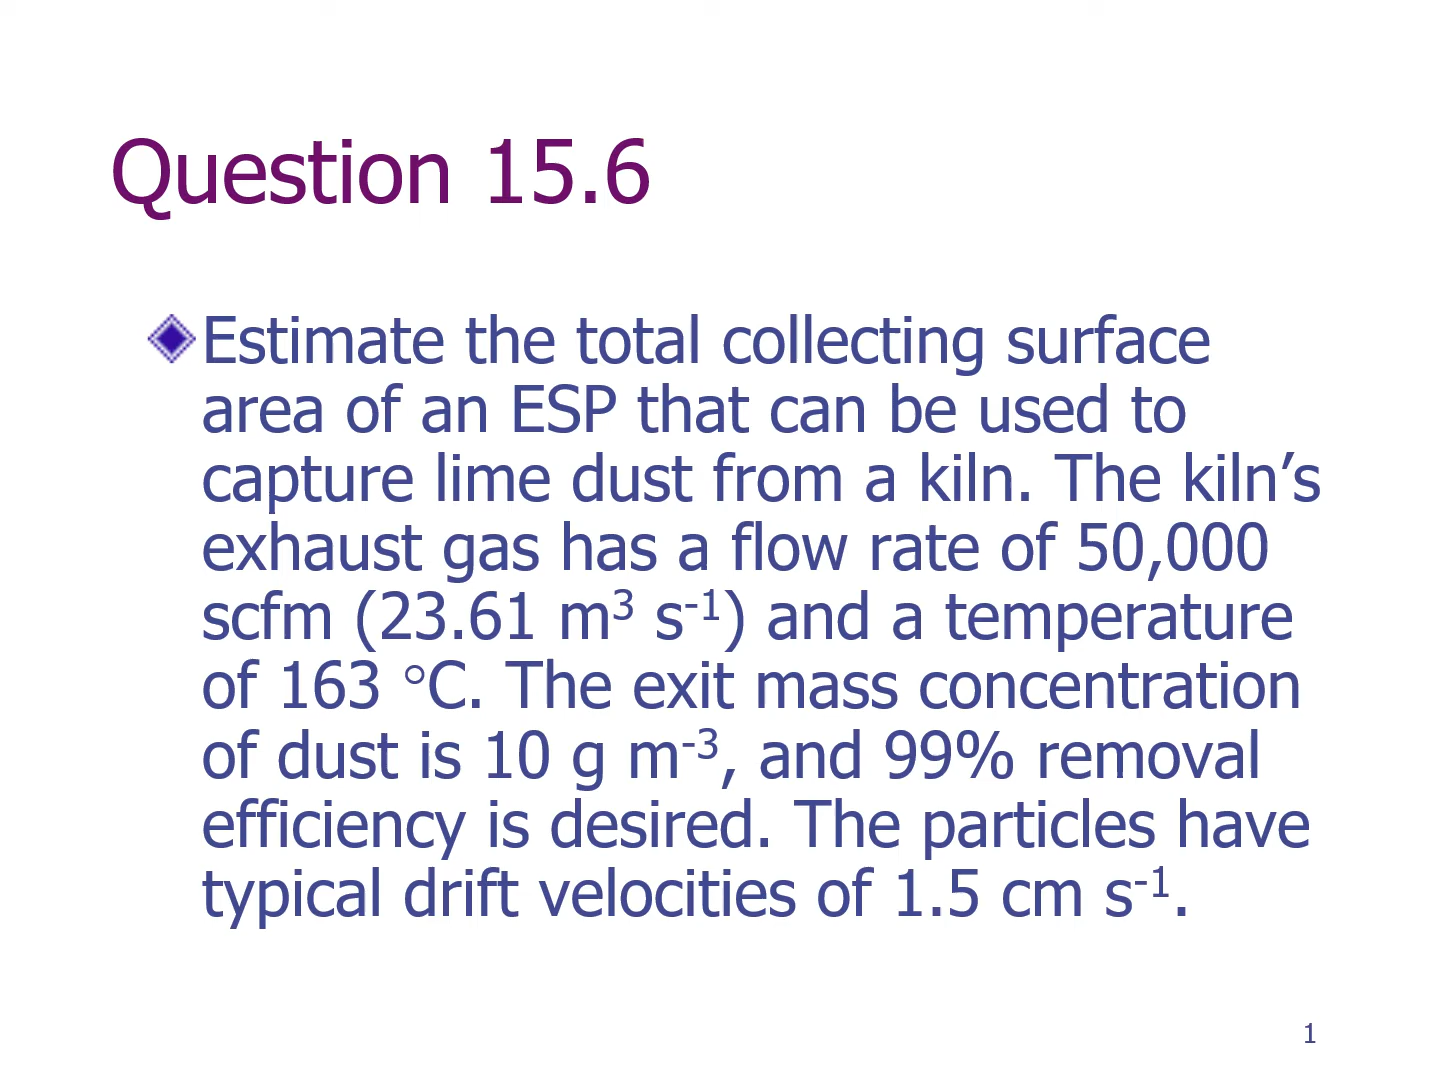 Question 15.6
Estimate the total collecting surface
area of an ESP that can be used to
capture lime dust from a kiln. The kiln’s
exhaust gas has a flow rate of 50,000
scfm (23.61 m³ s⁻¹) and a temperature
of 163 °C. The exit mass concentration
of dust is 10 g m⁻³, and 99% removal
efficiency is desired. The particles have
typical drift velocities of 1.5 cm s⁻¹.
1